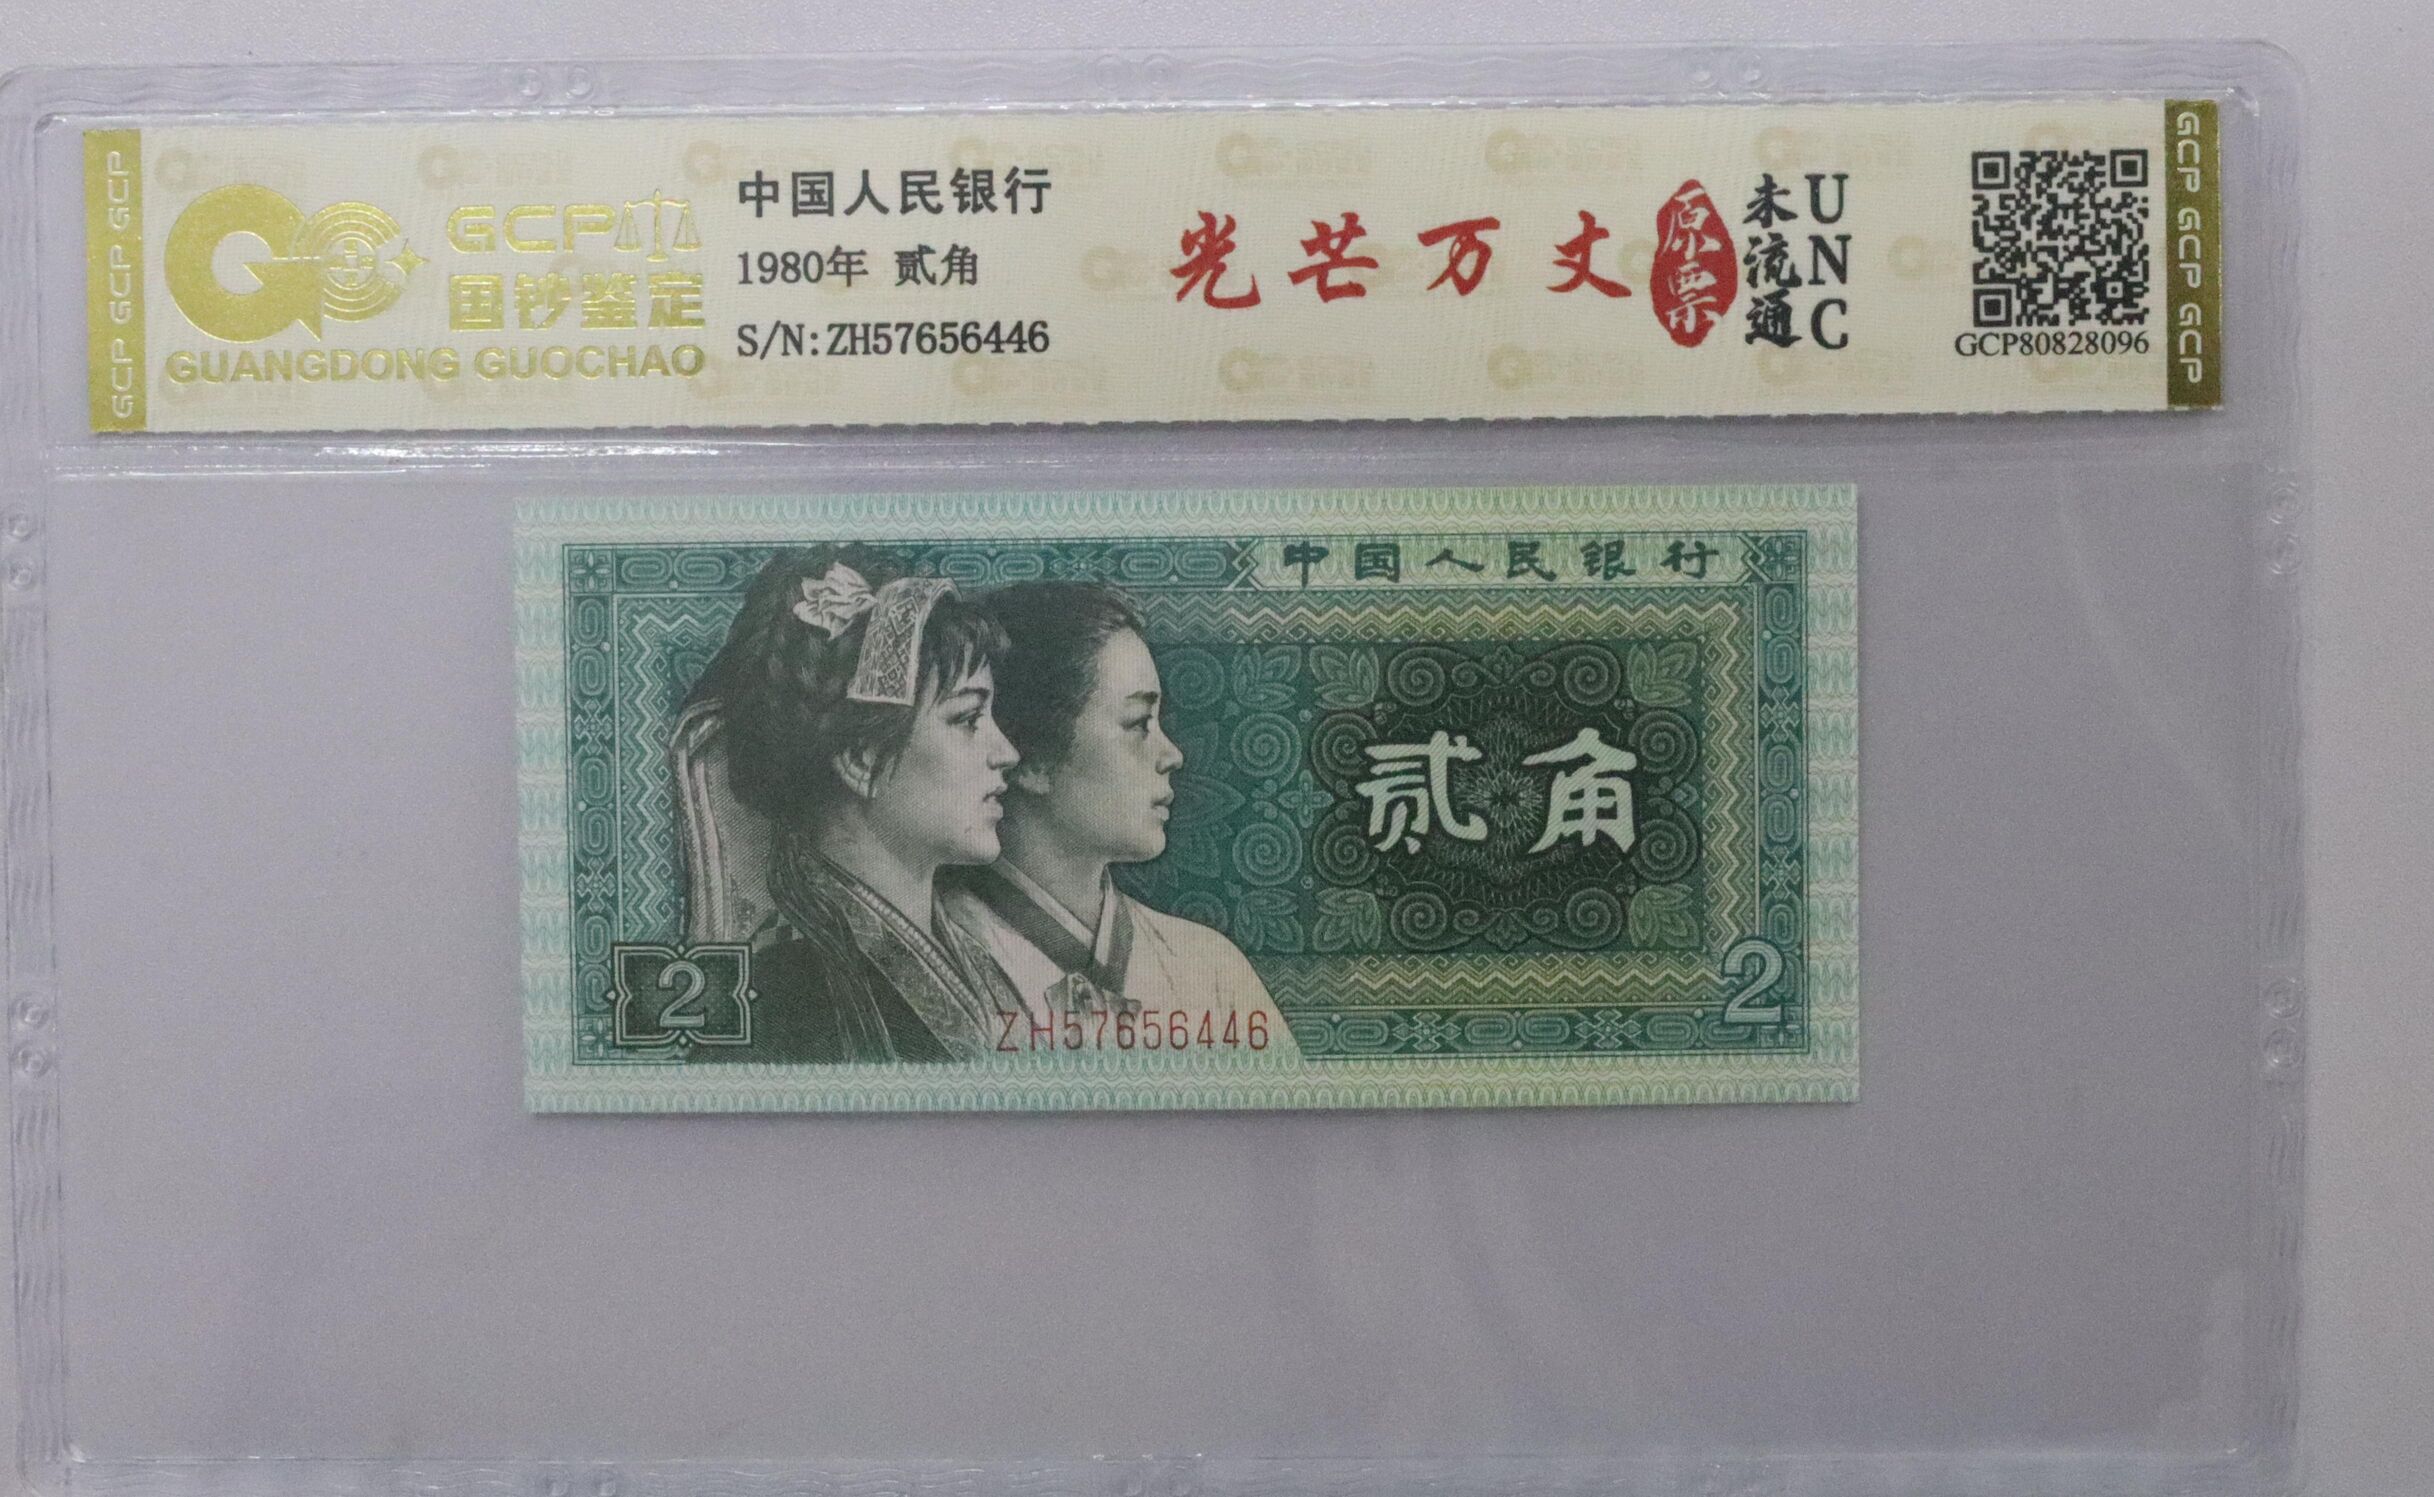 GCP GCP GCP
GCP
国钞鉴定
GUANGDONG GUOCHAO
中国人民银行
1980年 贰角
S/N:ZH57656446
光芒万丈
原票
未流通
UNC
GCP80828096
GCP GCP GCP
中国人民银行
贰角
2
2
ZH57656446